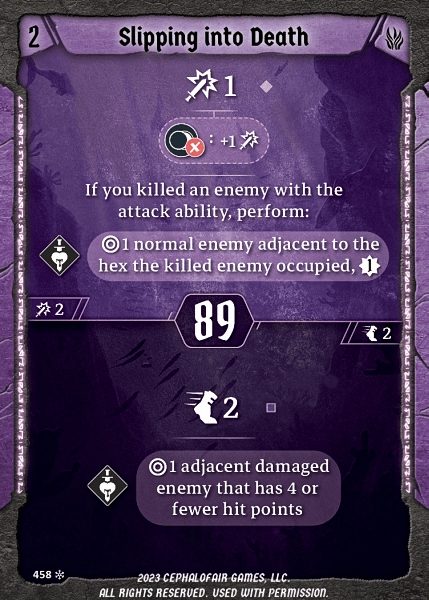 2 Slipping into Death
1
: +1
If you killed an enemy with the
attack ability, perform:
1 normal enemy adjacent to the
hex the killed enemy occupied,
2
89
2
2
1 adjacent damaged
enemy that has 4 or
fewer hit points
458
2023 CEPHALOFAIR GAMES, LLC.
ALL RIGHTS RESERVED. USED WITH PERMISSION.